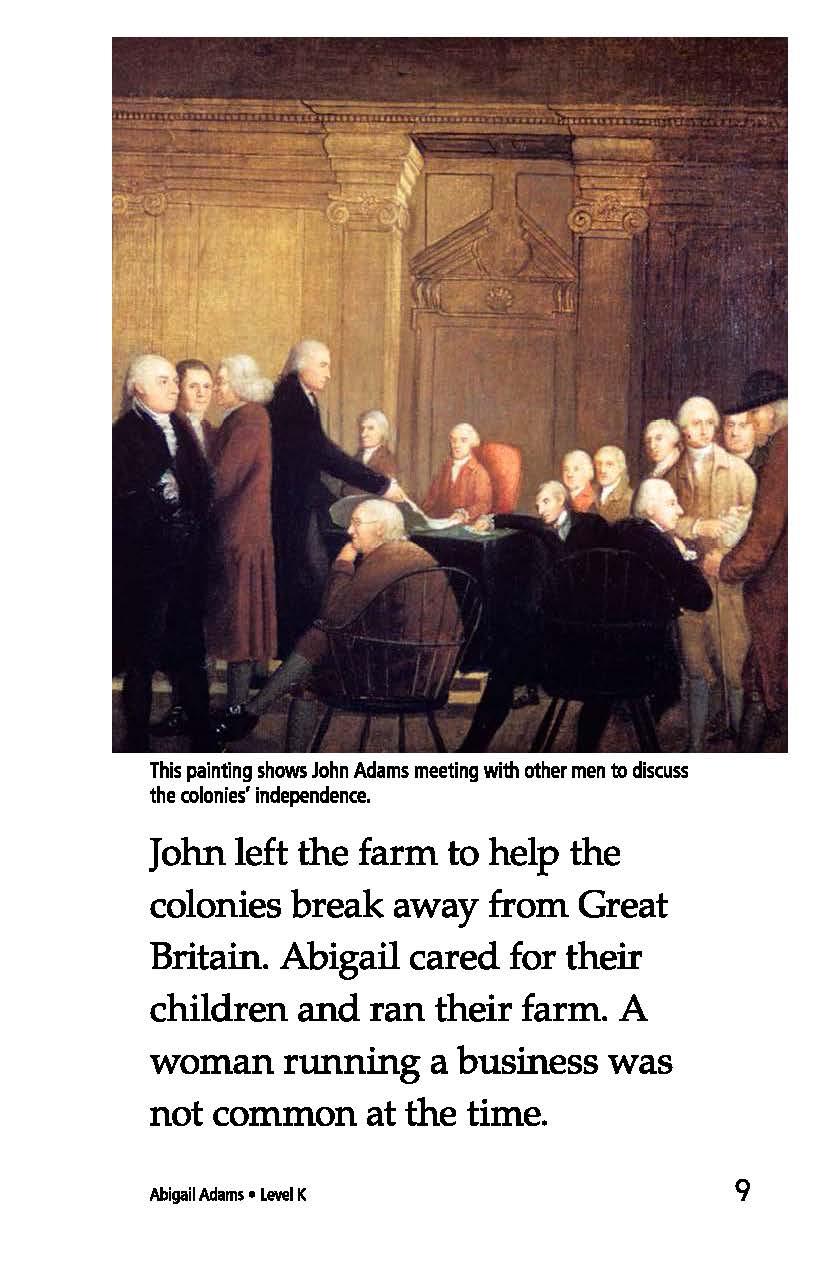 This painting shows John Adams meeting with other men to discuss
the colonies’ independence.
John left the farm to help the
colonies break away from Great
Britain. Abigail cared for their
children and ran their farm. A
woman running a business was
not common at the time.
Abigail Adams • Level K
9